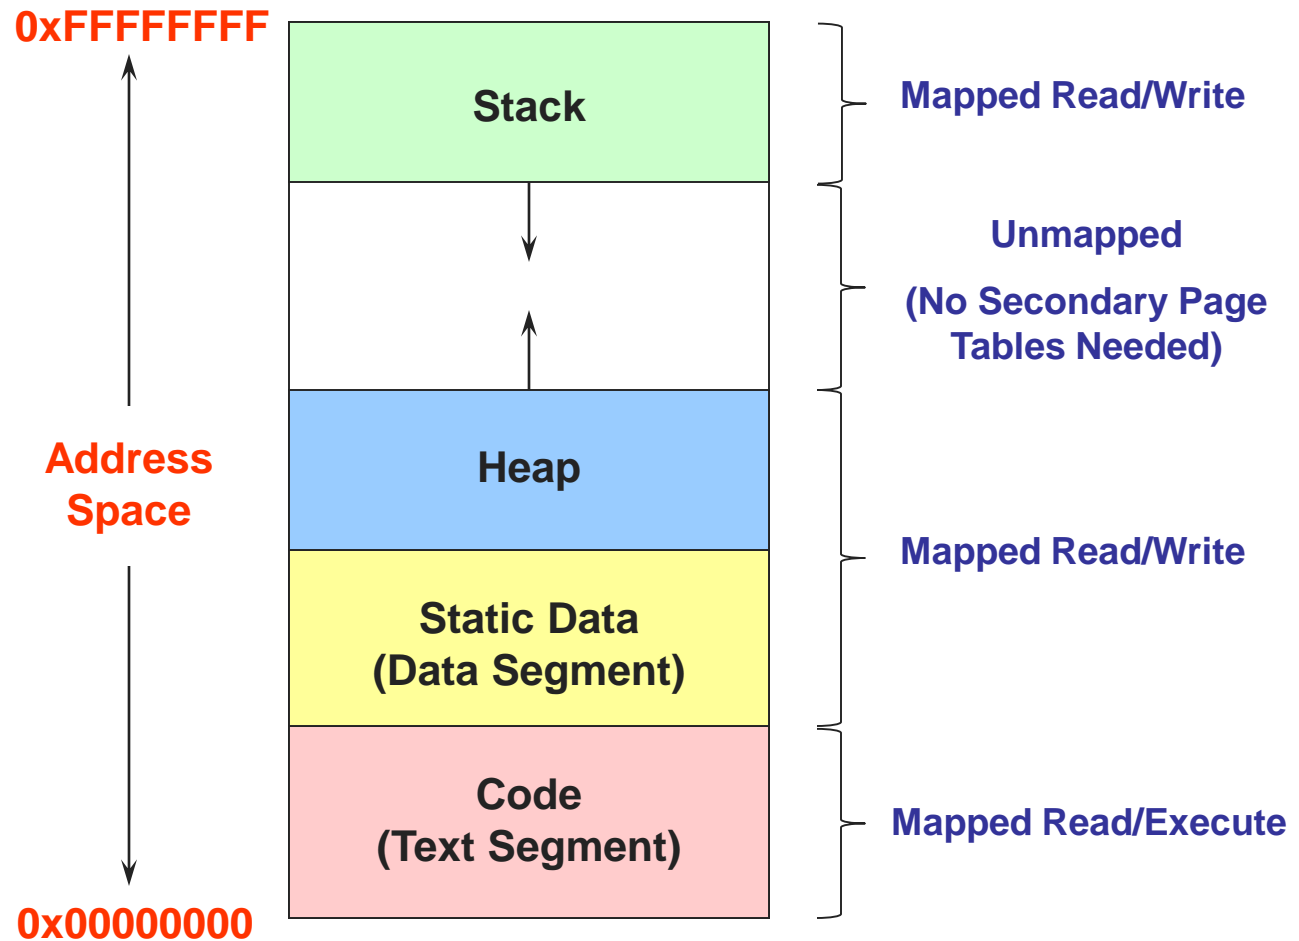 0xFFFFFFFF
Stack
Mapped Read/Write
Unmapped
(No Secondary Page
Tables Needed)
Address
Space
Heap
Mapped Read/Write
Static Data
(Data Segment)
Code
(Text Segment)
Mapped Read/Execute
0x00000000